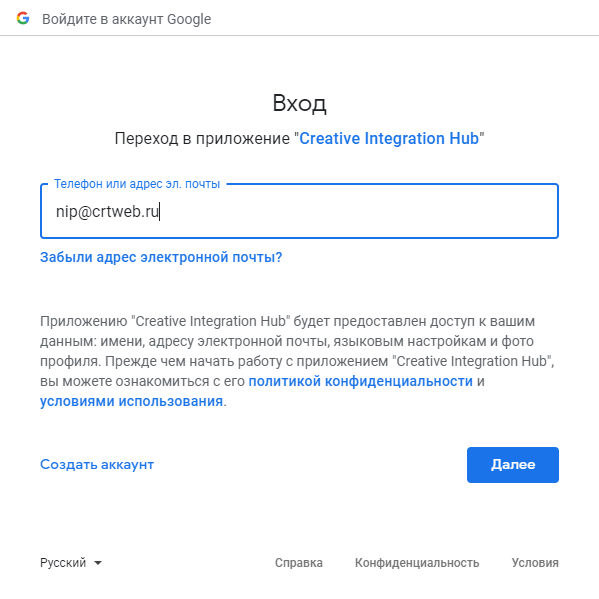 Войдите в аккаунт Google
Вход
Переход в приложение "Creative Integration Hub"
Телефон или адрес эл. почты
nip@crtweb.ru
Забыли адрес электронной почты?
Приложению "Creative Integration Hub" будет предоставлен доступ к вашим
данным: имени, адресу электронной почты, языковым настройкам и фото
профиля. Прежде чем начать работу с приложением "Creative Integration Hub",
вы можете ознакомиться с его политикой конфиденциальности и
условиями использования.
Создать аккаунт
Далее
Русский
Справка
Конфиденциальность
Условия